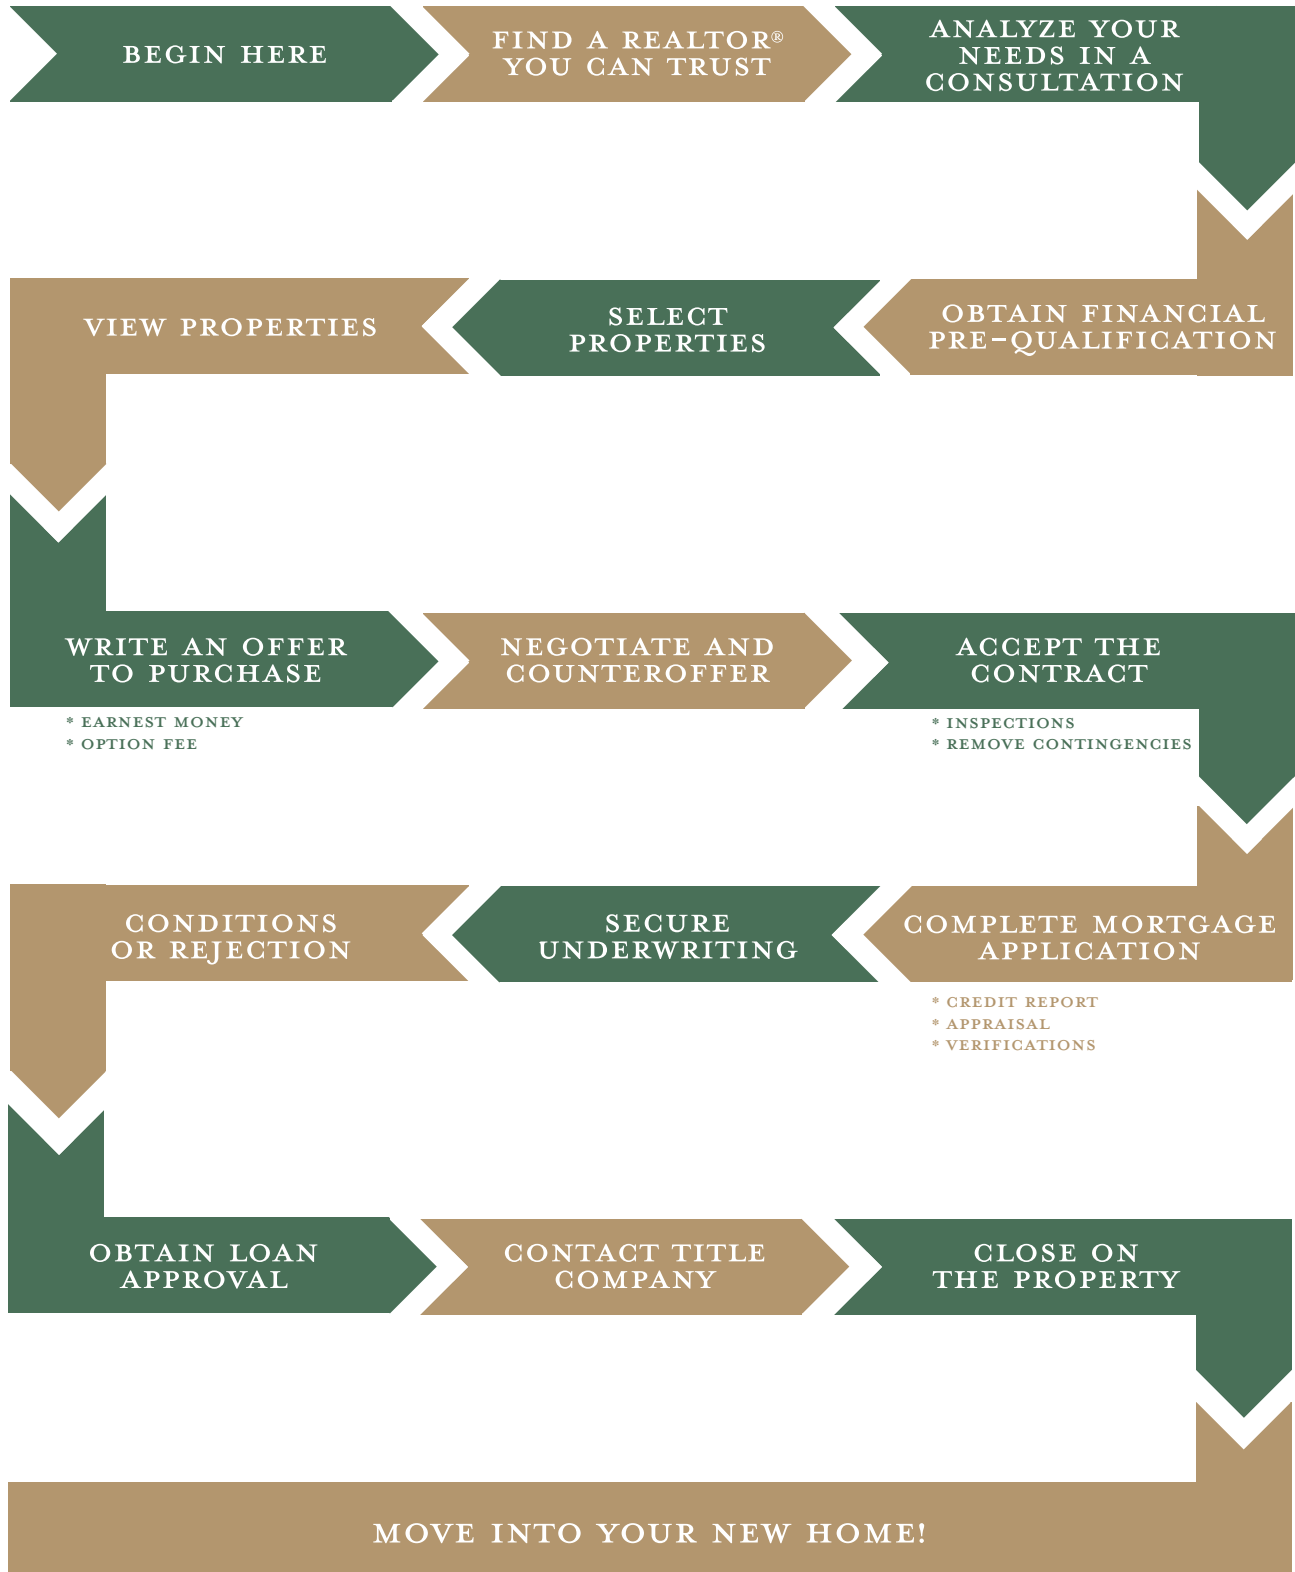 BEGIN HERE
FIND A REALTOR®
YOU CAN TRUST
ANALYZE YOUR
NEEDS IN A
CONSULTATION
OBTAIN FINANCIAL
PRE-QUALIFICATION
SELECT
PROPERTIES
VIEW PROPERTIES
WRITE AN OFFER
TO PURCHASE
* EARNEST MONEY
* OPTION FEE
NEGOTIATE AND
COUNTEROFFER
ACCEPT THE
CONTRACT
* INSPECTIONS
* REMOVE CONTINGENCIES
COMPLETE MORTGAGE
APPLICATION
* CREDIT REPORT
* APPRAISAL
* VERIFICATIONS
SECURE
UNDERWRITING
CONDITIONS
OR REJECTION
OBTAIN LOAN
APPROVAL
CONTACT TITLE
COMPANY
CLOSE ON
THE PROPERTY
MOVE INTO YOUR NEW HOME!